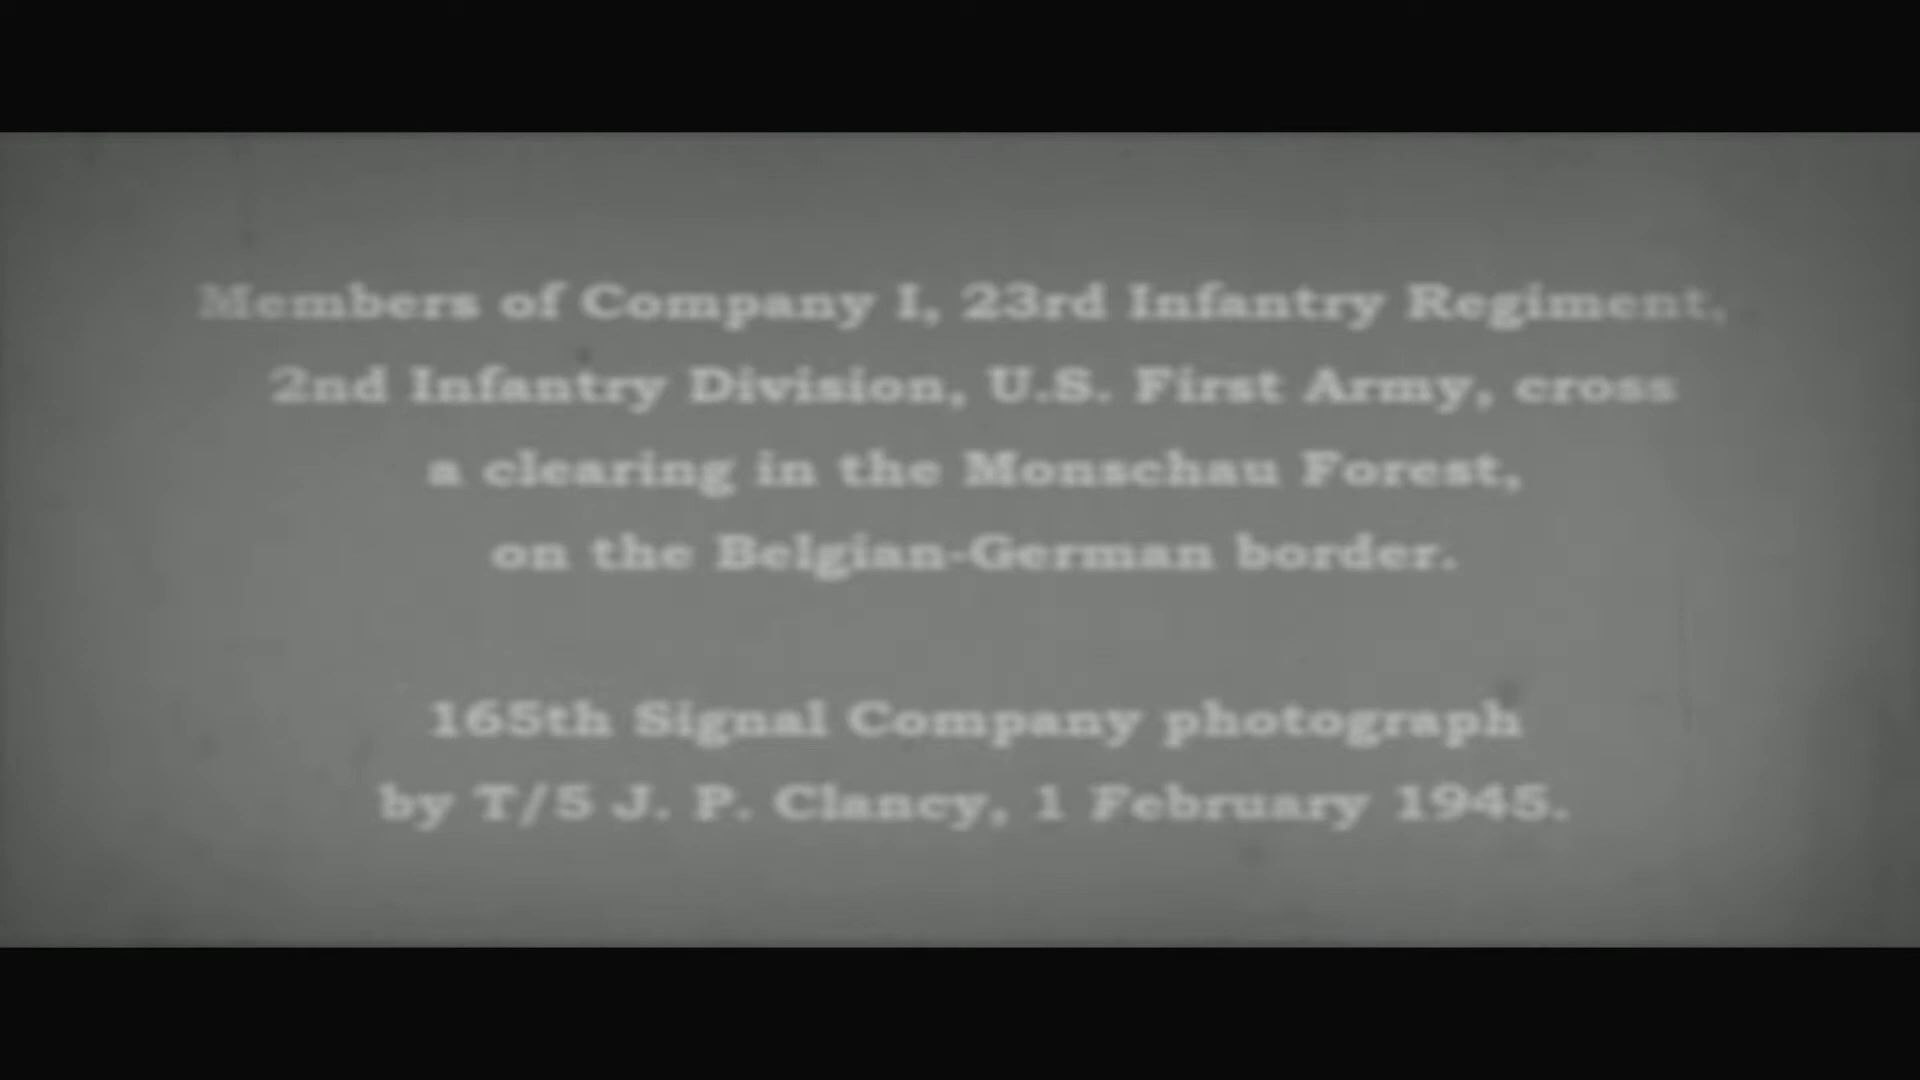 Members of Company I, 23rd Infantry Regiment,
2nd Infantry Division, U.S. First Army, cross
a clearing in the Monschau Forest,
on the Belgian-German border.
165th Signal Company photograph
by T/5 J. P. Clancy, 1 February 1945.